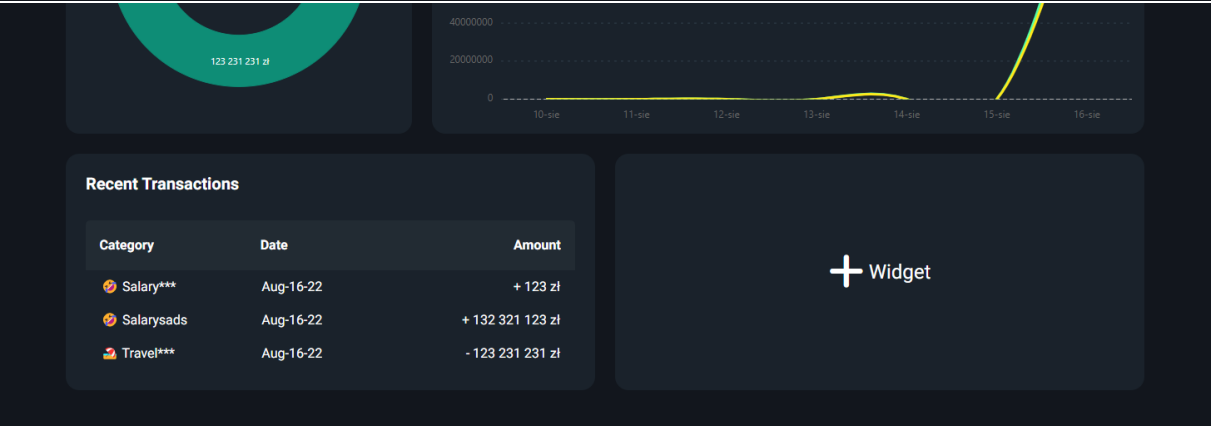 123 231 231 zł
40000000
20000000
0
10-sie 11-sie 12-sie 13-sie 14-sie 15-sie 16-sie
Recent Transactions
Category Date Amount
Salary*** Aug-16-22 + 123 zł
Salarysads Aug-16-22 + 132 321 123 zł
Travel*** Aug-16-22 - 123 231 231 zł
Widget